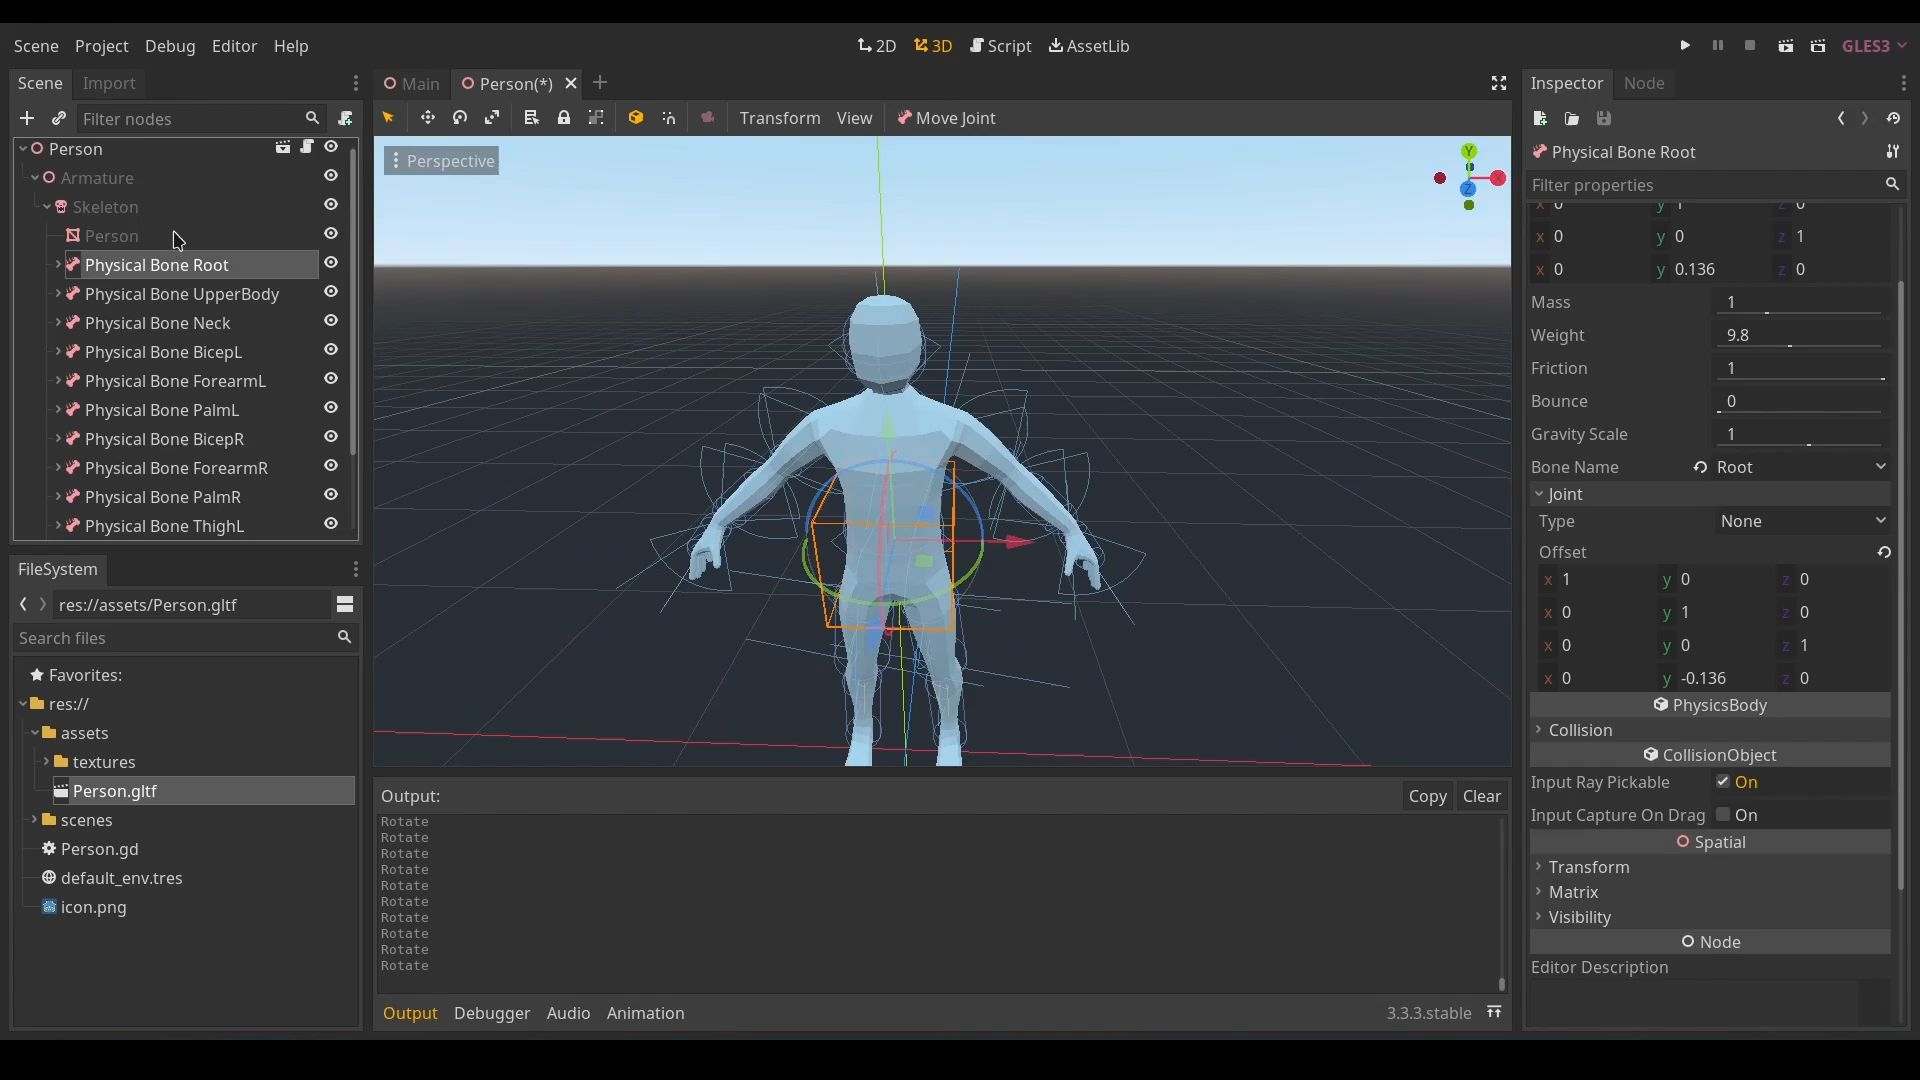 Scene Project Debug Editor Help
2D 3D Script AssetLib
GLES3
Scene Import
Filter nodes
Person
Armature
Skeleton
Person
Physical Bone Root
Physical Bone UpperBody
Physical Bone Neck
Physical Bone BicepL
Physical Bone ForearmL
Physical Bone PalmL
Physical Bone BicepR
Physical Bone ForearmR
Physical Bone PalmR
Physical Bone ThighL
FileSystem
res://assets/Person.gltf
Search files
Favorites:
res://
assets
textures
Person.gltf
scenes
Person.gd
default_env.tres
icon.png
Main Person(*)
Transform View Move Joint
Perspective
Y
X
Z
Output:
Copy Clear
Rotate
Rotate
Rotate
Rotate
Rotate
Rotate
Rotate
Rotate
Rotate
Rotate
Output Debugger Audio Animation
3.3.3.stable
Inspector Node
Physical Bone Root
Filter properties
x 0 y 1 z 0
x 0 y 0 z 1
x 0 y 0.136 z 0
Mass 1
Weight 9.8
Friction 1
Bounce 0
Gravity Scale 1
Bone Name Root
Joint
Type None
Offset
x 1 y 0 z 0
x 0 y 1 z 0
x 0 y 0 z 1
x 0 y -0.136 z 0
PhysicsBody
Collision
CollisionObject
Input Ray Pickable On
Input Capture On Drag On
Spatial
Transform
Matrix
Visibility
Node
Editor Description